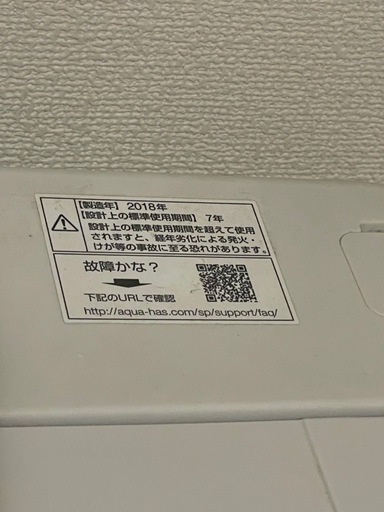 【製造年】2018年
【設計上の標準使用期間】7年
設計上の標準使用期間を超えて使用
されますと、経年劣化による発火・
けが等の事故に至る恐れがあります。
故障かな？
下記のURLで確認
http://aqua-has.com/sp/support/faq/